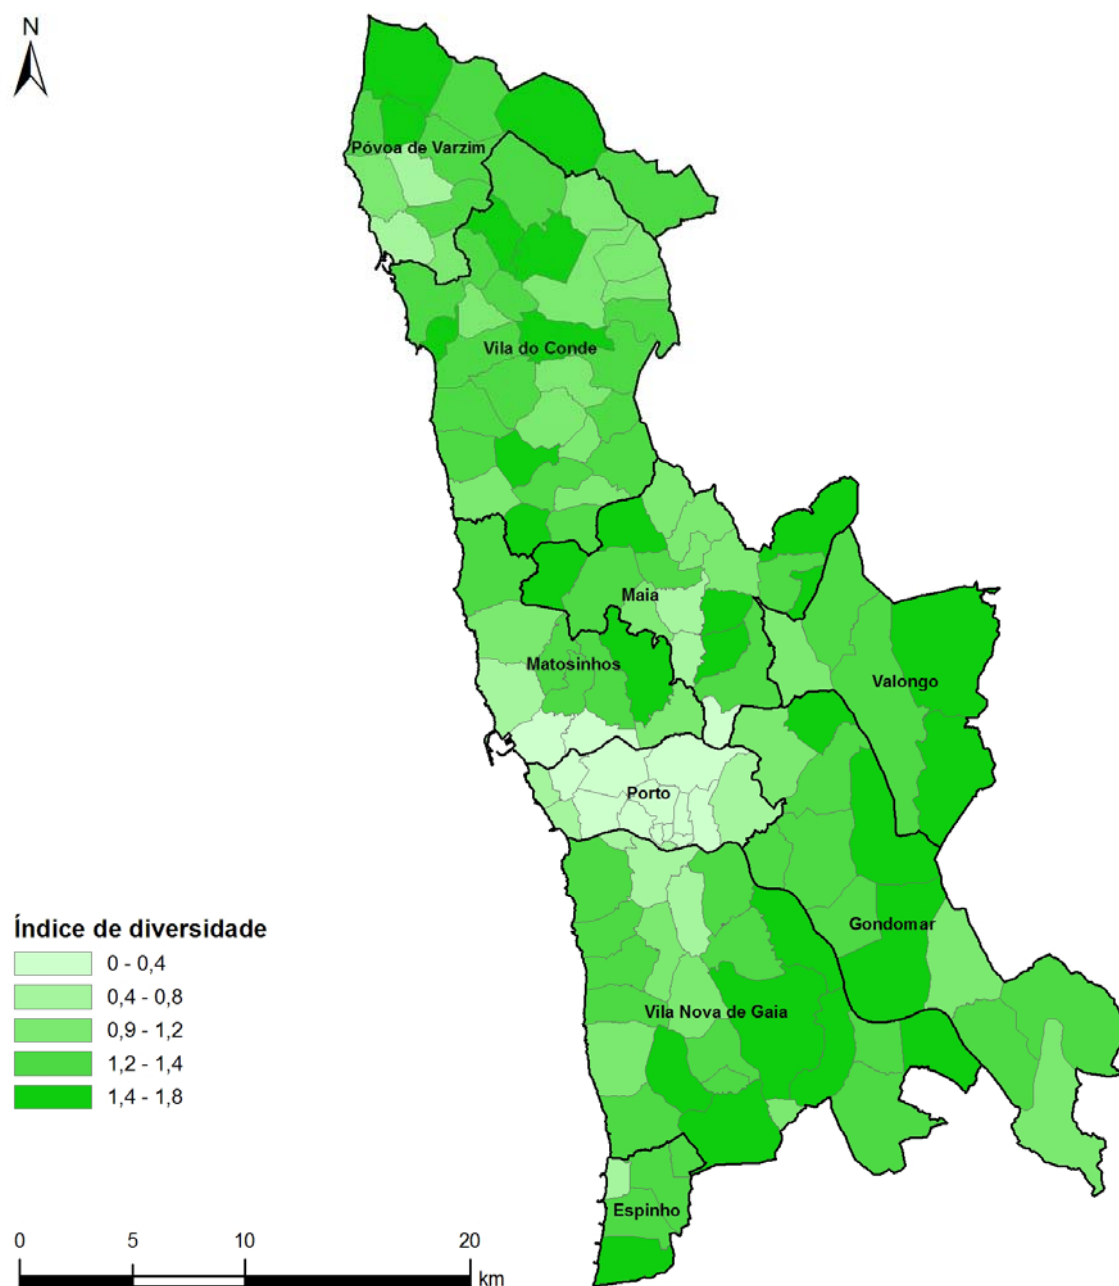 N
Póvoa de Varzim
Vila do Conde
Maia
Matosinhos
Valongo
Porto
Gondomar
Vila Nova de Gaia
Espinho
Índice de diversidade
0 - 0,4
0,4 - 0,8
0,9 - 1,2
1,2 - 1,4
1,4 - 1,8
0 5 10 20
km